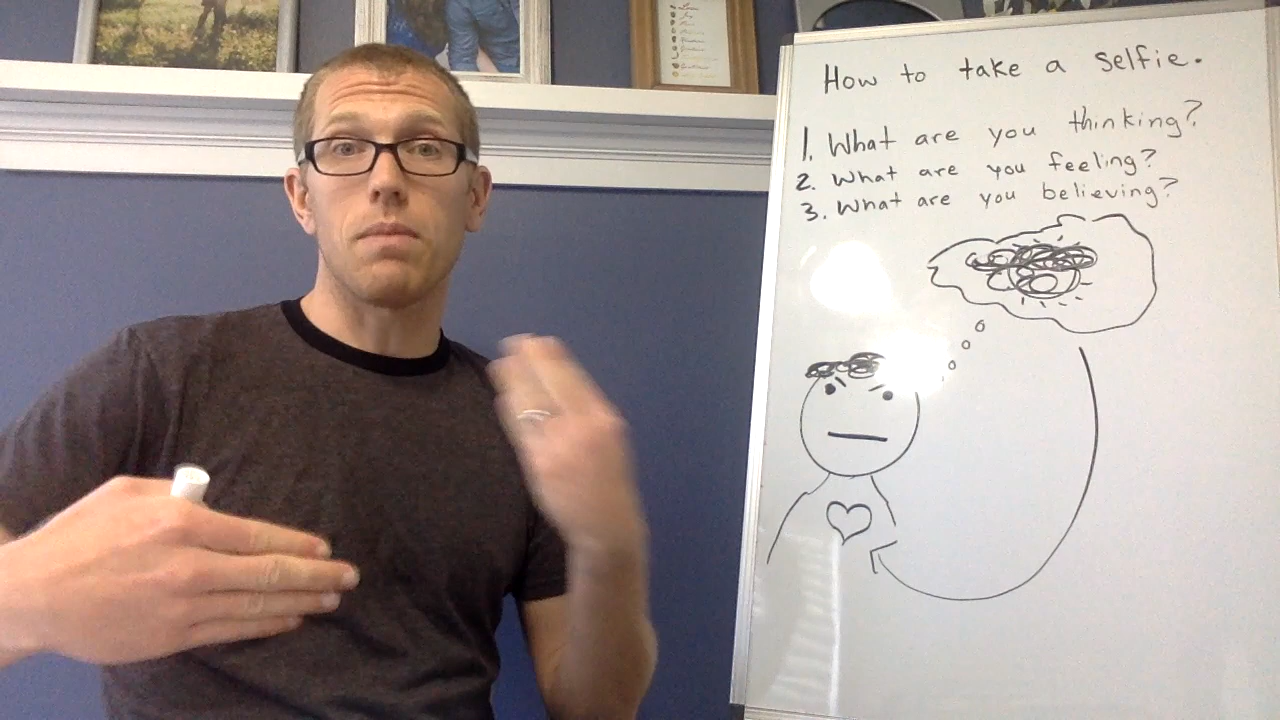 How to take a selfie.
1. What are you thinking?
2. What are you feeling?
3. What are you believing?